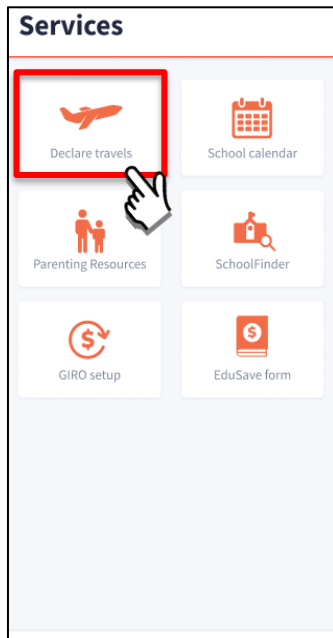 Services
Declare travels
School calendar
Parenting Resources
SchoolFinder
$
GIRO setup
$
EduSave form